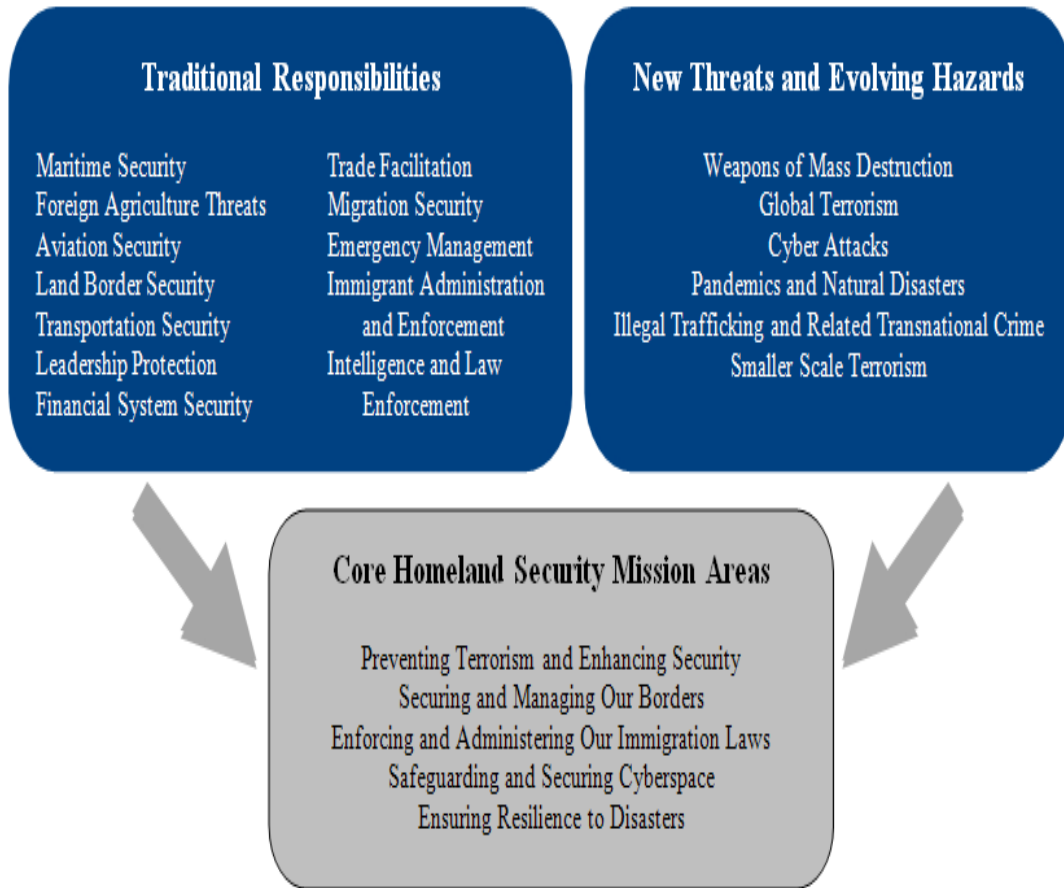 Traditional Responsibilities
Maritime Security
Foreign Agriculture Threats
Aviation Security
Land Border Security
Transportation Security
Leadership Protection
Financial System Security
Trade Facilitation
Migration Security
Emergency Management
Immigrant Administration
and Enforcement
Intelligence and Law
Enforcement
New Threats and Evolving Hazards
Weapons of Mass Destruction
Global Terrorism
Cyber Attacks
Pandemics and Natural Disasters
Illegal Trafficking and Related Transnational Crime
Smaller Scale Terrorism
Core Homeland Security Mission Areas
Preventing Terrorism and Enhancing Security
Securing and Managing Our Borders
Enforcing and Administering Our Immigration Laws
Safeguarding and Securing Cyberspace
Ensuring Resilience to Disasters